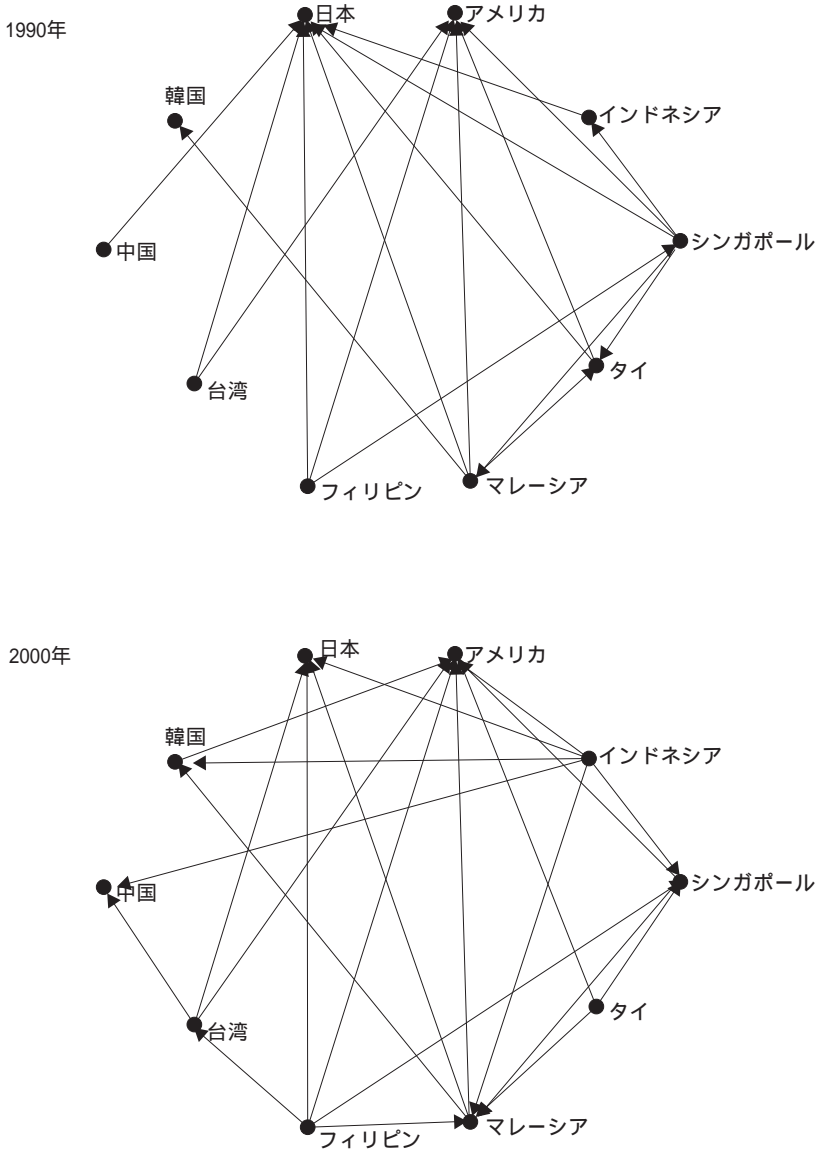 1990年
日本
アメリカ
韓国
インドネシア
中国
シンガポール
台湾
タイ
フィリピン
マレーシア
2000年
日本
アメリカ
韓国
インドネシア
中国
シンガポール
台湾
タイ
フィリピン
マレーシア